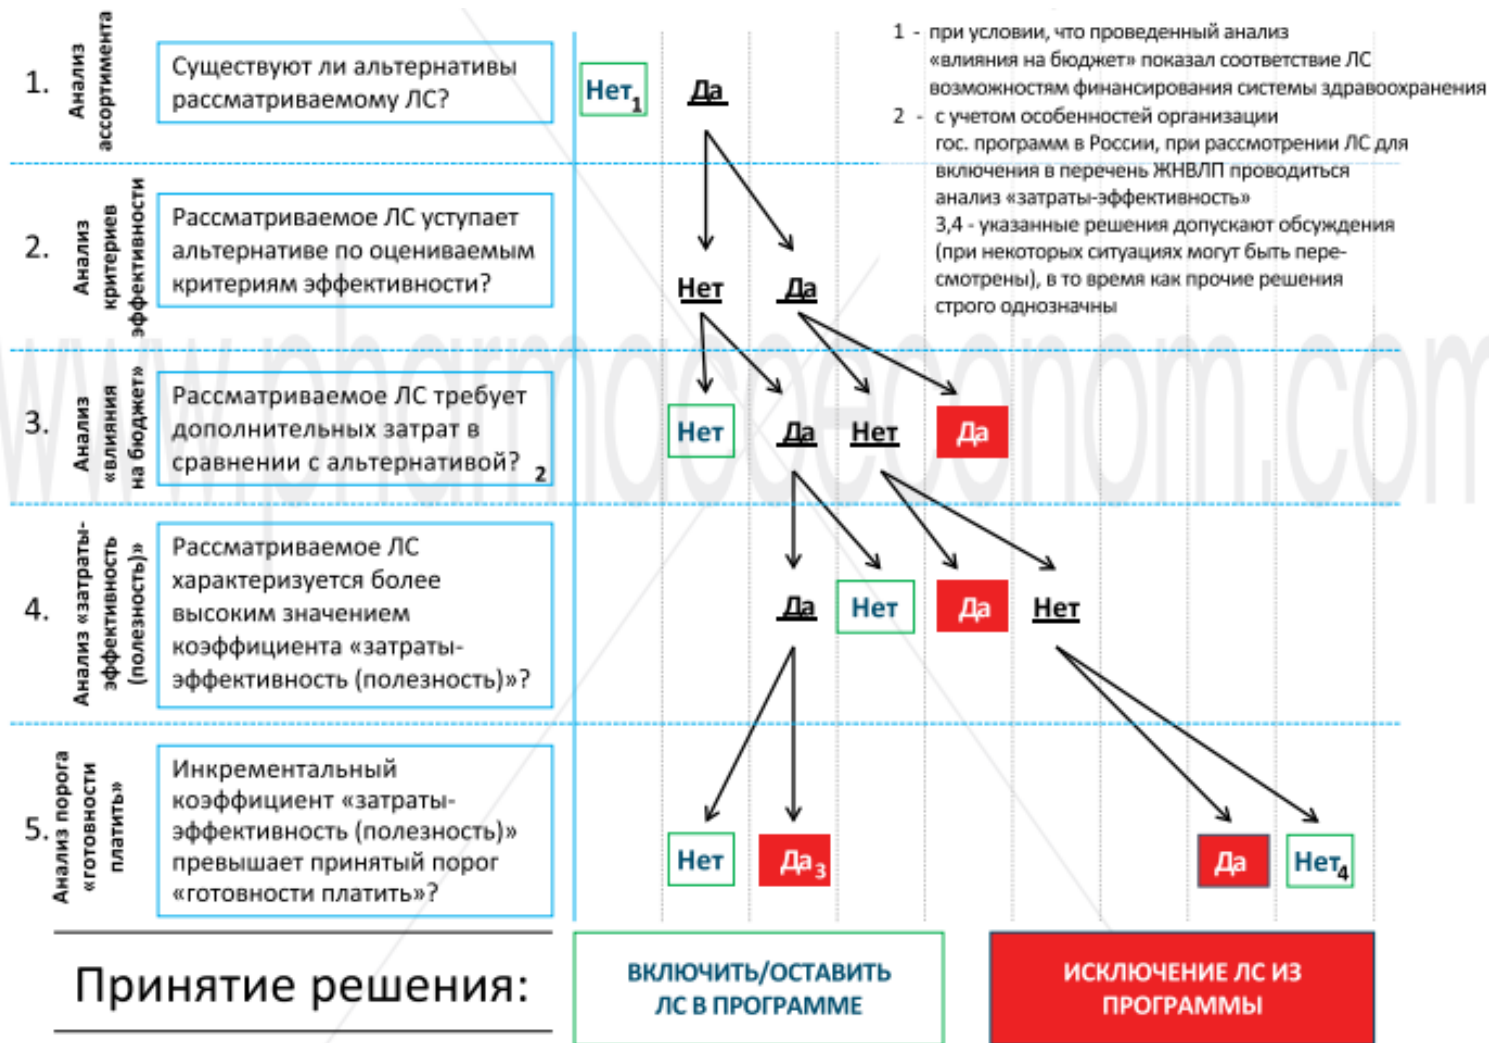 1.
Анализ
ассортимента
Существуют ли альтернативы
рассматриваемому ЛС?
Нет1
Да
1 - при условии, что проведенный анализ
«влияния на бюджет» показал соответствие ЛС
возможностям финансирования системы здравоохранения
2 - с учетом особенностей организации
гос. программ в России, при рассмотрении ЛС для
включения в перечень ЖНВЛП проводиться
анализ «затраты-эффективность»
3,4 - указанные решения допускают обсуждения
(при некоторых ситуациях могут быть пере-
смотрены), в то время как прочие решения
строго однозначны
2.
Анализ
критериев
эффективности
Рассматриваемое ЛС уступает
альтернативе по оцениваемым
критериям эффективности?
Нет
Да
3.
Анализ
«влияния
на бюджет»
Рассматриваемое ЛС требует
дополнительных затрат в
сравнении с альтернативой? 2
Нет
Да
Нет
Да
4.
Анализ «затраты-
эффективность
(полезность)»
Рассматриваемое ЛС
характеризуется более
высоким значением
коэффициента «затраты-
эффективность (полезность)»?
Да
Нет
Да
Нет
5.
Анализ порога
«готовности
платить»
Инкрементальный
коэффициент «затраты-
эффективность (полезность)»
превышает принятый порог
«готовности платить»?
Нет
Да3
Да
Нет4
Принятие решения:
ВКЛЮЧИТЬ/ОСТАВИТЬ
ЛС В ПРОГРАММЕ
ИСКЛЮЧЕНИЕ ЛС ИЗ
ПРОГРАММЫ
www.pharmacoeconom.com